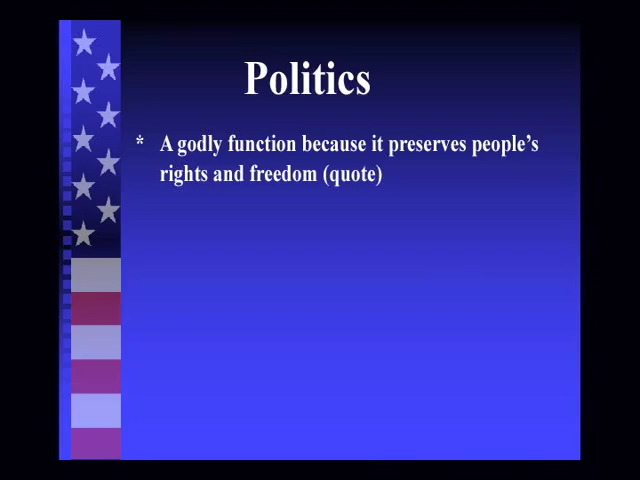 Politics
* A godly function because it preserves people's
rights and freedom (quote)